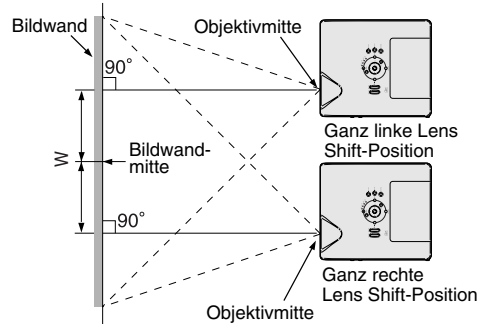 Bildwand
Objektivmitte
90°
Ganz linke Lens
Shift-Position
W
Bildwand-
mitte
90°
Ganz rechte
Lens Shift-Position
Objektivmitte